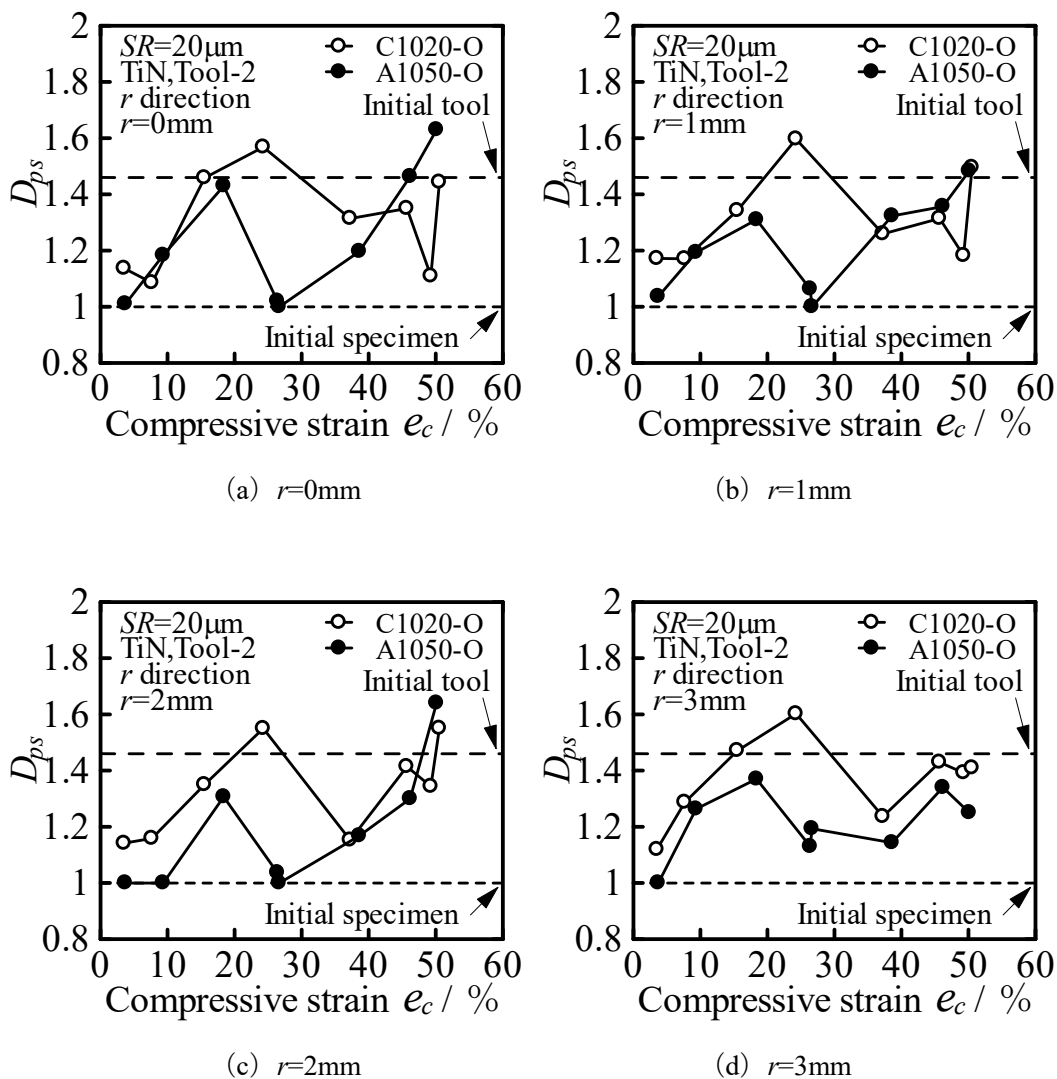 2
1.8
1.6
1.4
1.2
1
0.8
D_ps
SR=20μm
TiN,Tool-2
r direction
r=0mm
C1020-O
A1050-O
Initial tool
Initial specimen
0 10 20 30 40 50 60
Compressive strain e_c / %
(a) r=0mm
2
1.8
1.6
1.4
1.2
1
0.8
D_ps
SR=20μm
TiN,Tool-2
r direction
r=1mm
C1020-O
A1050-O
Initial tool
Initial specimen
0 10 20 30 40 50 60
Compressive strain e_c / %
(b) r=1mm
2
1.8
1.6
1.4
1.2
1
0.8
D_ps
SR=20μm
TiN,Tool-2
r direction
r=2mm
C1020-O
A1050-O
Initial tool
Initial specimen
0 10 20 30 40 50 60
Compressive strain e_c / %
(c) r=2mm
2
1.8
1.6
1.4
1.2
1
0.8
D_ps
SR=20μm
TiN,Tool-2
r direction
r=3mm
C1020-O
A1050-O
Initial tool
Initial specimen
0 10 20 30 40 50 60
Compressive strain e_c / %
(d) r=3mm